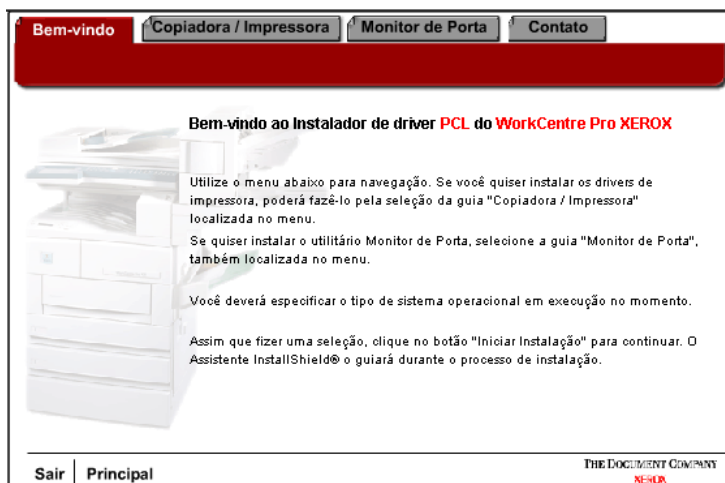 Bem-vindo
Copiadora / Impressora
Monitor de Porta
Contato
Bem-vindo ao Instalador de driver PCL do WorkCentre Pro XEROX
Utilize o menu abaixo para navegação. Se você quiser instalar os drivers de
impressora, poderá fazê-lo pela seleção da guia "Copiadora / Impressora"
localizada no menu.
Se quiser instalar o utilitário Monitor de Porta, selecione a guia "Monitor de Porta",
também localizada no menu.
Você deverá especificar o tipo de sistema operacional em execução no momento.
Assim que fizer uma seleção, clique no botão "Iniciar Instalação" para continuar. O
Assistente InstallShield® o guiará durante o processo de instalação.
Sair | Principal
THE DOCUMENT COMPANY
XEROX